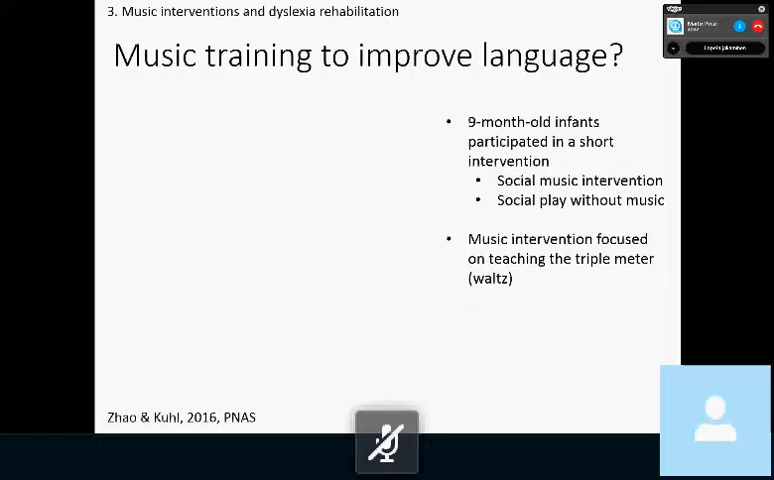 3. Music interventions and dyslexia rehabilitation
Music training to improve language?
• 9-month-old infants
participated in a short
intervention
• Social music intervention
• Social play without music
• Music intervention focused
on teaching the triple meter
(waltz)
Zhao & Kuhl, 2016, PNAS